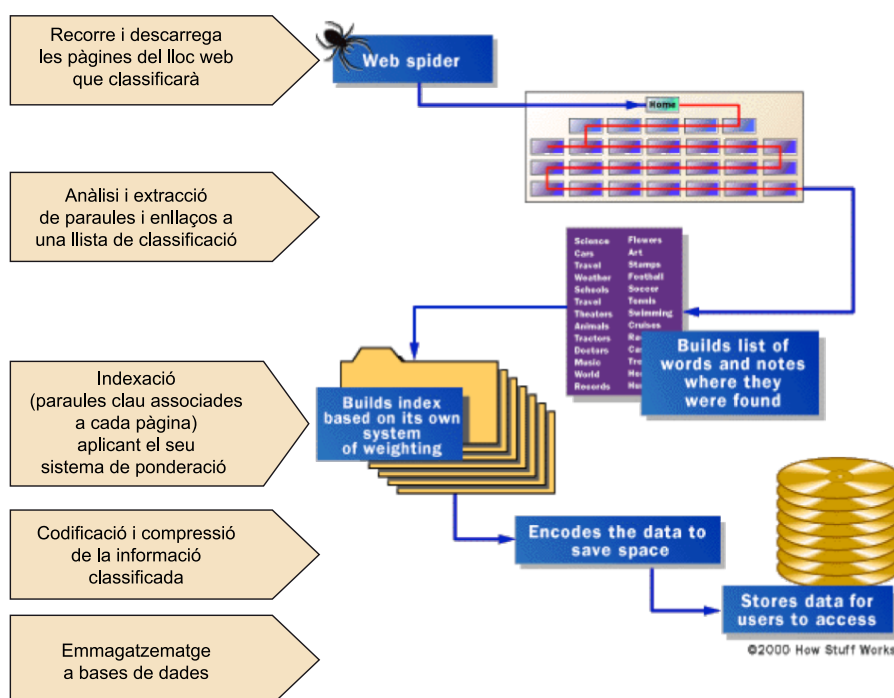 Recorre i descarrega
les pàgines del lloc web
que classificarà
Web spider
Home
Anàlisi i extracció
de paraules i enllaços a
una llista de classificació
Science Flowers
Cars Art
Travel Stamps
Weather Football
Schools Soccer
Travel Tennis
Theaters Swimming
Animals Cruises
Tractors
Doctors
Music
World
Records
Builds list of
words and notes
where they
were found
Indexació
(paraules clau associades
a cada pàgina)
aplicant el seu
sistema de ponderació
Builds index
based on its own
system
of weighting
Codificació i compressió
de la informació
classificada
Encodes the data to
save space
Emmagatzematge
a bases de dades
Stores data for
users to access
©2000 How Stuff Works